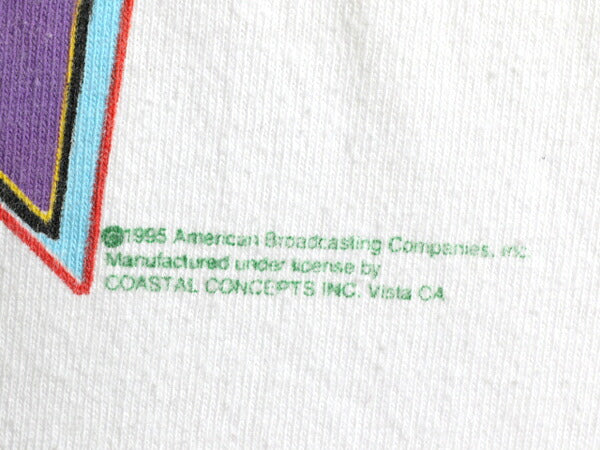 ©1995 American Broadcasting Companies, Inc.
Manufactured under license by
COASTAL CONCEPTS INC. Vista CA